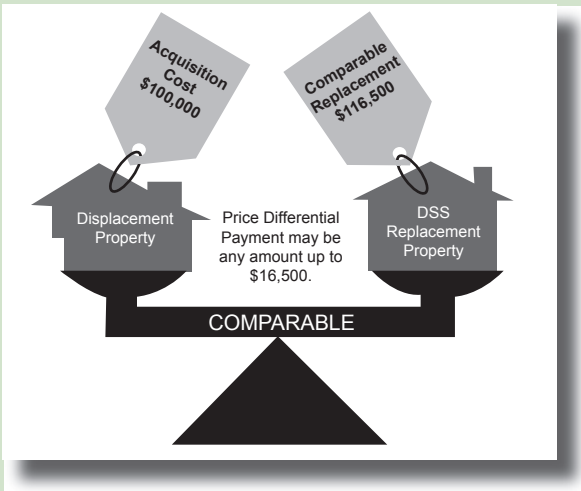 Acquisition
Cost
$100,000
Comparable
Replacement
$116,500
Displacement
Property
Price Differential
Payment may be
any amount up to
$16,500.
DSS
Replacement
Property
COMPARABLE